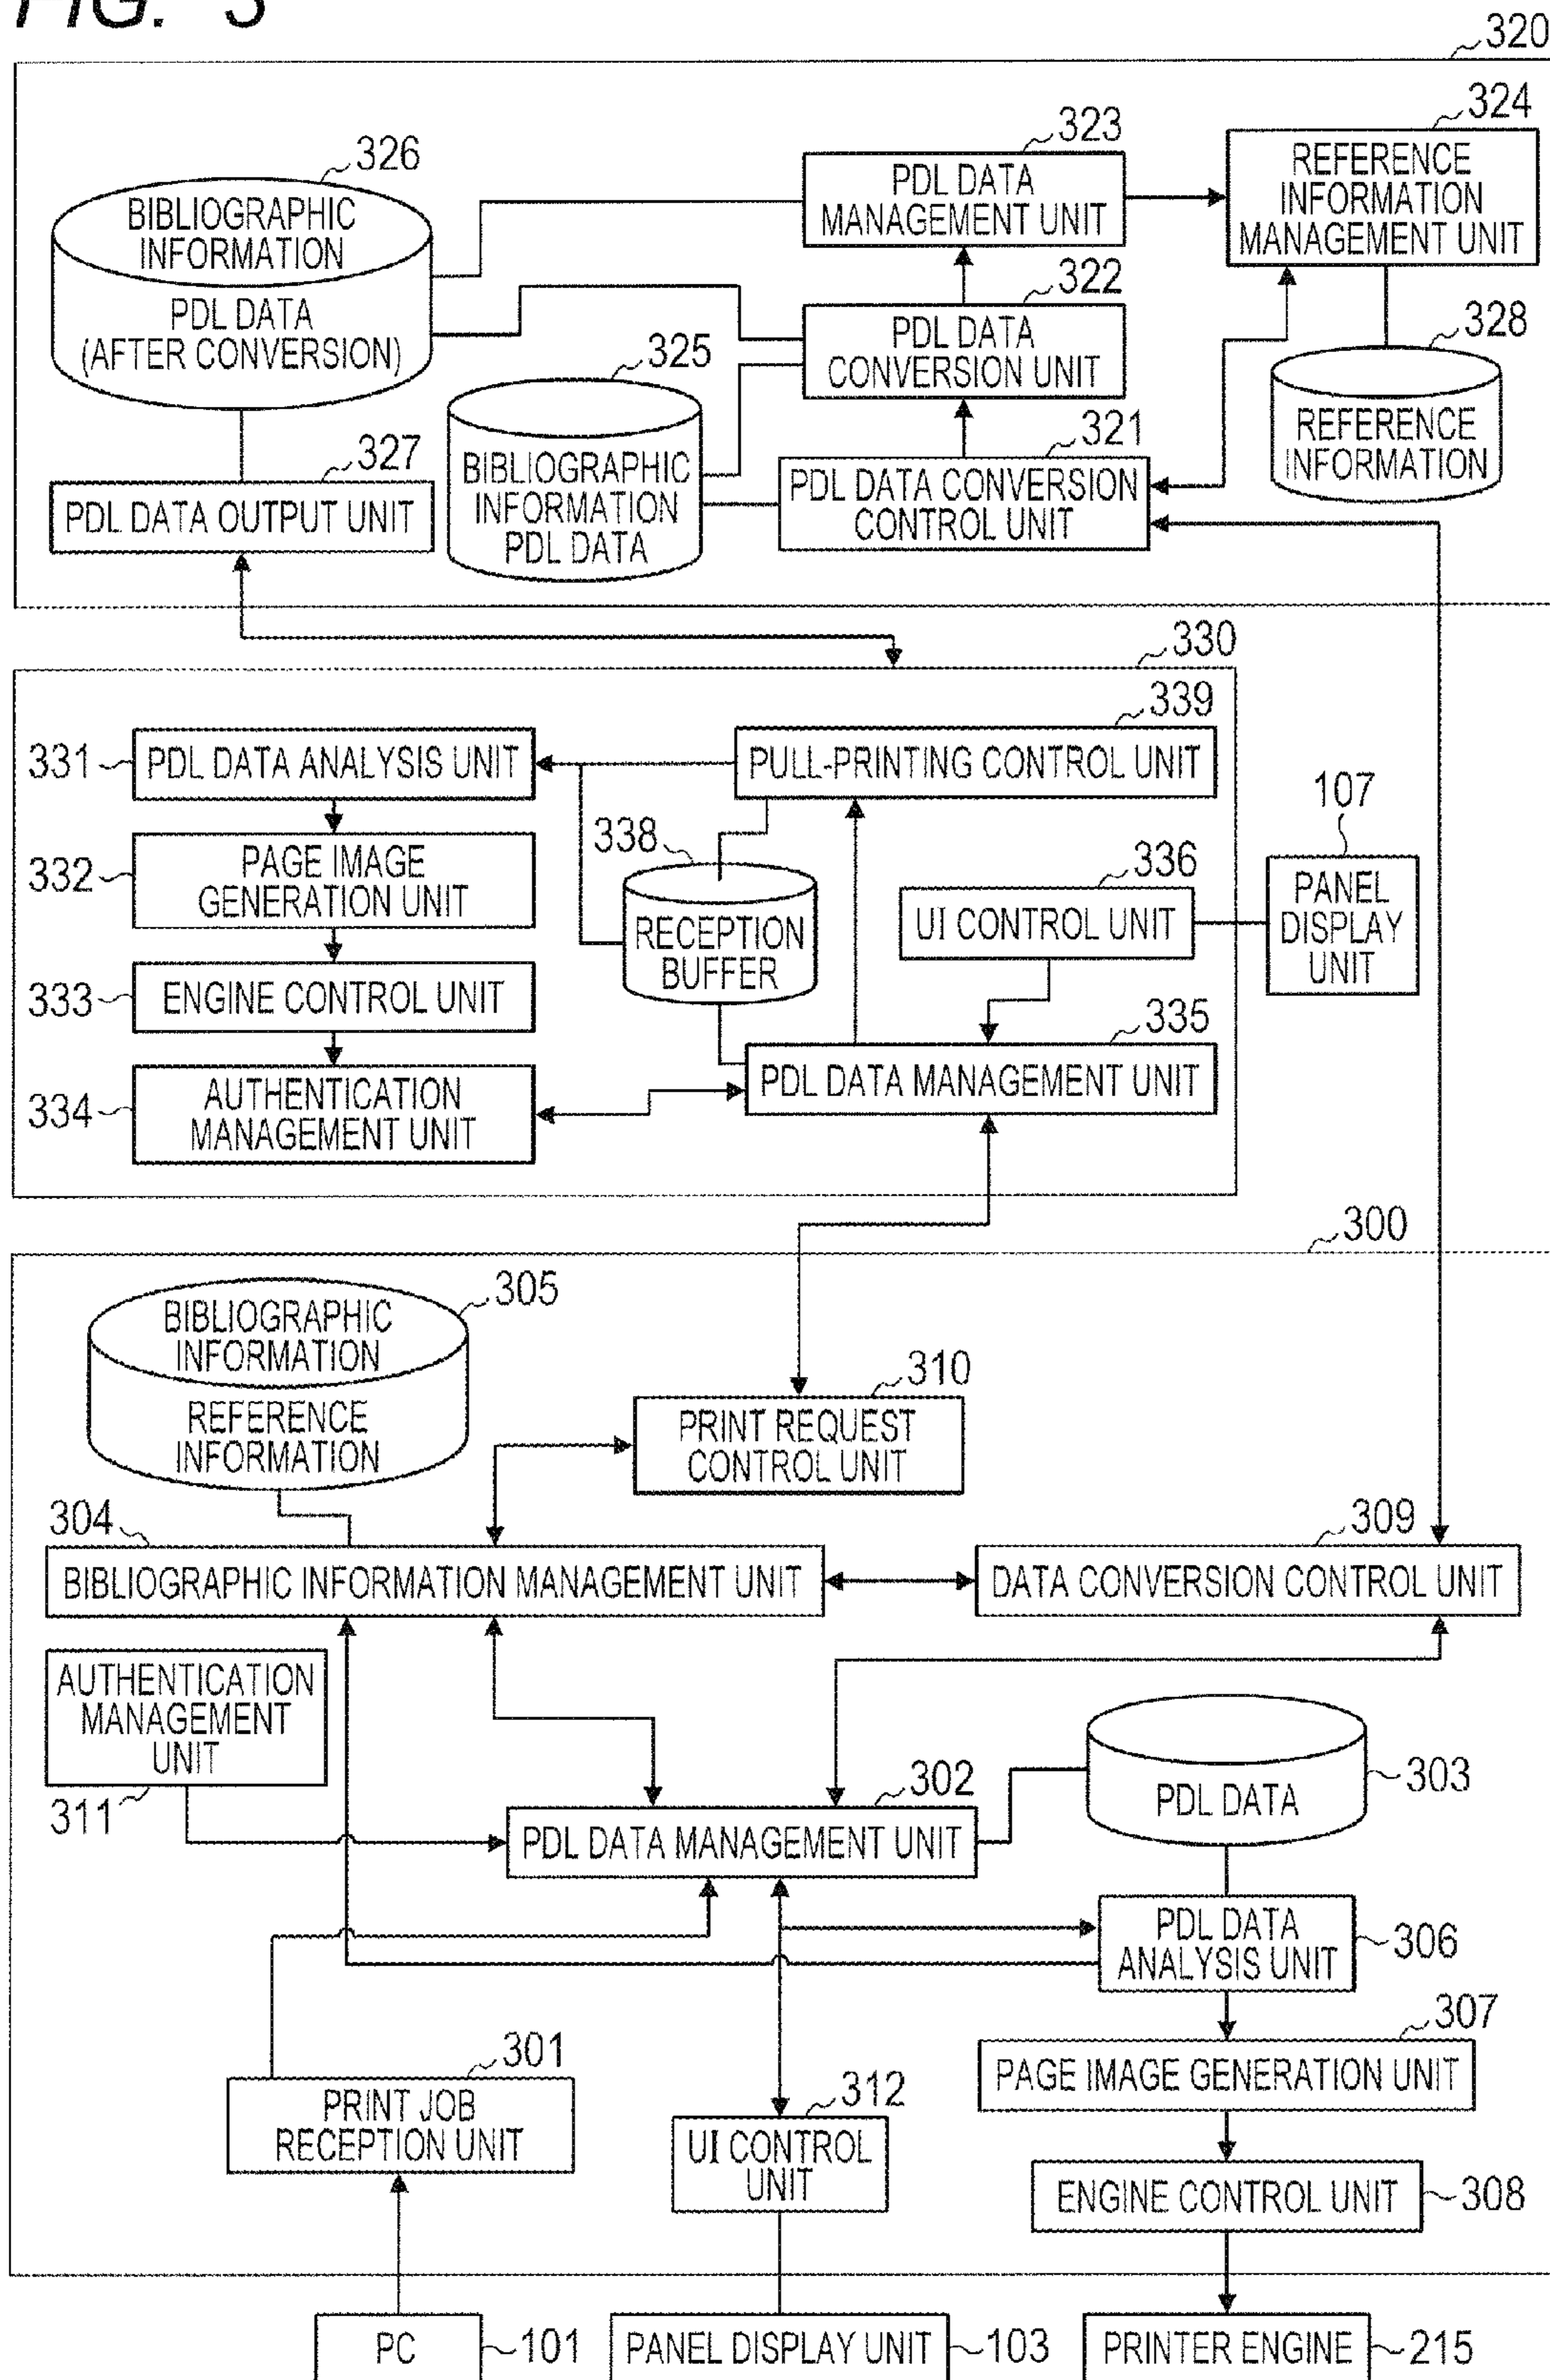 FIG. 3
320
326
BIBLIOGRAPHIC
INFORMATION
PDL DATA
(AFTER CONVERSION)
323
PDL DATA
MANAGEMENT UNIT
324
REFERENCE
INFORMATION
MANAGEMENT UNIT
322
PDL DATA
CONVERSION UNIT
325
BIBLIOGRAPHIC
INFORMATION
PDL DATA
328
REFERENCE
INFORMATION
321
PDL DATA CONVERSION
CONTROL UNIT
327
PDL DATA OUTPUT UNIT
330
339
331
PDL DATA ANALYSIS UNIT
PULL-PRINTING CONTROL UNIT
107
PANEL
DISPLAY
UNIT
332
PAGE IMAGE
GENERATION UNIT
338
RECEPTION
BUFFER
336
UI CONTROL UNIT
333
ENGINE CONTROL UNIT
335
PDL DATA MANAGEMENT UNIT
334
AUTHENTICATION
MANAGEMENT UNIT
300
305
BIBLIOGRAPHIC
INFORMATION
REFERENCE
INFORMATION
310
PRINT REQUEST
CONTROL UNIT
304
BIBLIOGRAPHIC INFORMATION MANAGEMENT UNIT
309
DATA CONVERSION CONTROL UNIT
AUTHENTICATION
MANAGEMENT
UNIT
311
302
PDL DATA MANAGEMENT UNIT
PDL DATA
303
PDL DATA
ANALYSIS UNIT
306
307
PAGE IMAGE GENERATION UNIT
301
PRINT JOB
RECEPTION UNIT
312
UI CONTROL
UNIT
ENGINE CONTROL UNIT
308
PC
101
PANEL DISPLAY UNIT
103
PRINTER ENGINE
215